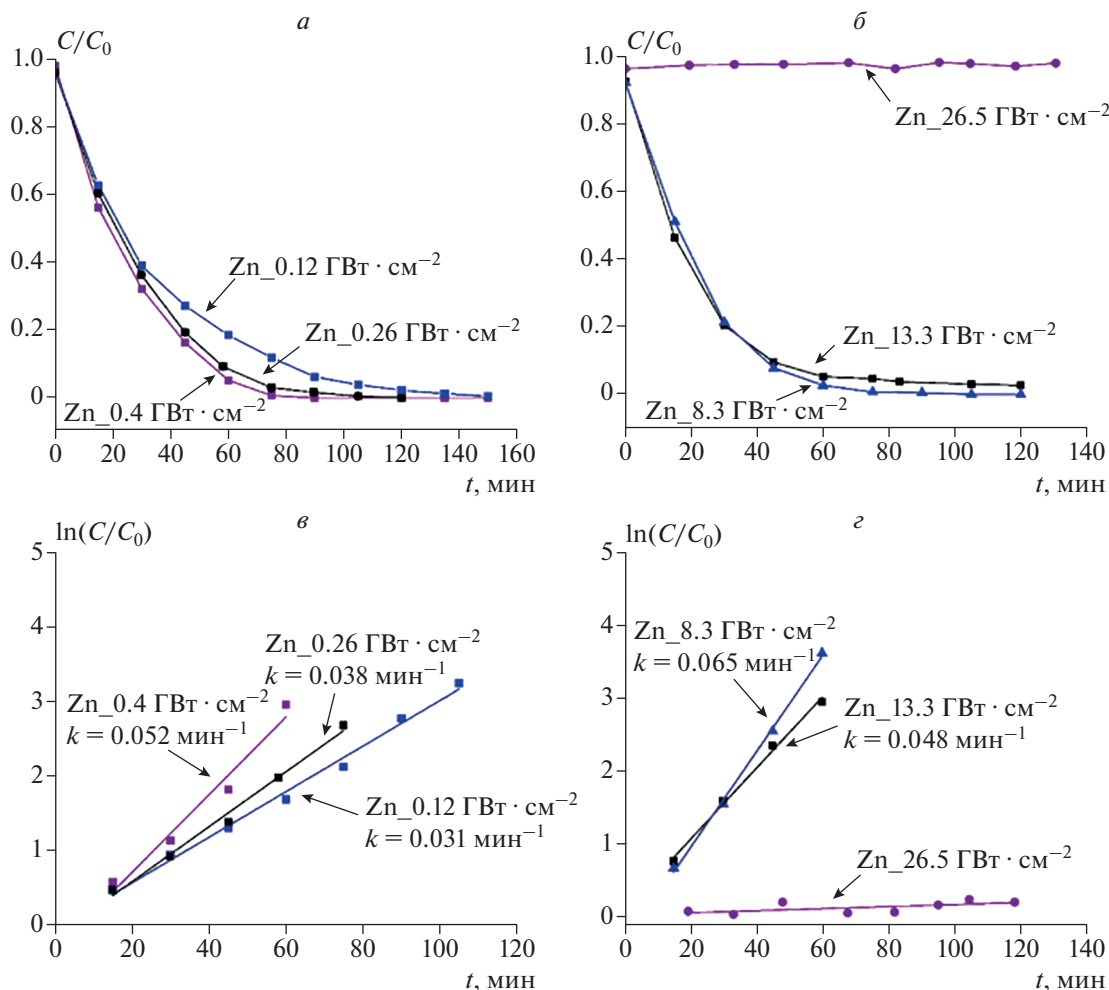 а
C/C₀
1.0
0.8
0.6
0.4
0.2
0
Zn_0.12 ГВт · см⁻²
Zn_0.26 ГВт · см⁻²
Zn_0.4 ГВт · см⁻²
0 20 40 60 80 100 120 140 160
t, мин
б
C/C₀
1.0
0.8
0.6
0.4
0.2
0
Zn_26.5 ГВт · см⁻²
Zn_13.3 ГВт · см⁻²
Zn_8.3 ГВт · см⁻²
0 20 40 60 80 100 120 140
t, мин
в
ln(C/C₀)
5
4
3
2
1
0
Zn_0.26 ГВт · см⁻²
k = 0.038 мин⁻¹
Zn_0.4 ГВт · см⁻²
k = 0.052 мин⁻¹
Zn_0.12 ГВт · см⁻²
k = 0.031 мин⁻¹
0 20 40 60 80 100 120
t, мин
г
ln(C/C₀)
5
4
3
2
1
0
Zn_8.3 ГВт · см⁻²
k = 0.065 мин⁻¹
Zn_13.3 ГВт · см⁻²
k = 0.048 мин⁻¹
Zn_26.5 ГВт · см⁻²
0 20 40 60 80 100 120
t, мин